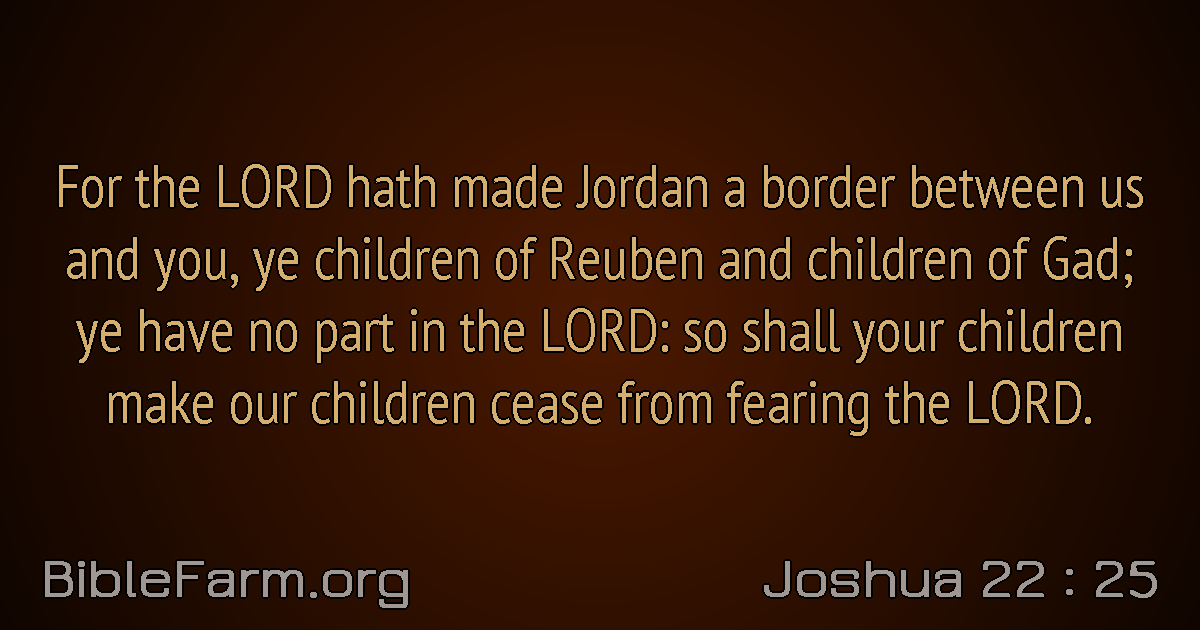 For the LORD hath made Jordan a border between us
and you, ye children of Reuben and children of Gad;
ye have no part in the LORD: so shall your children
make our children cease from fearing the LORD.
BibleFarm.org
Joshua 22 : 25